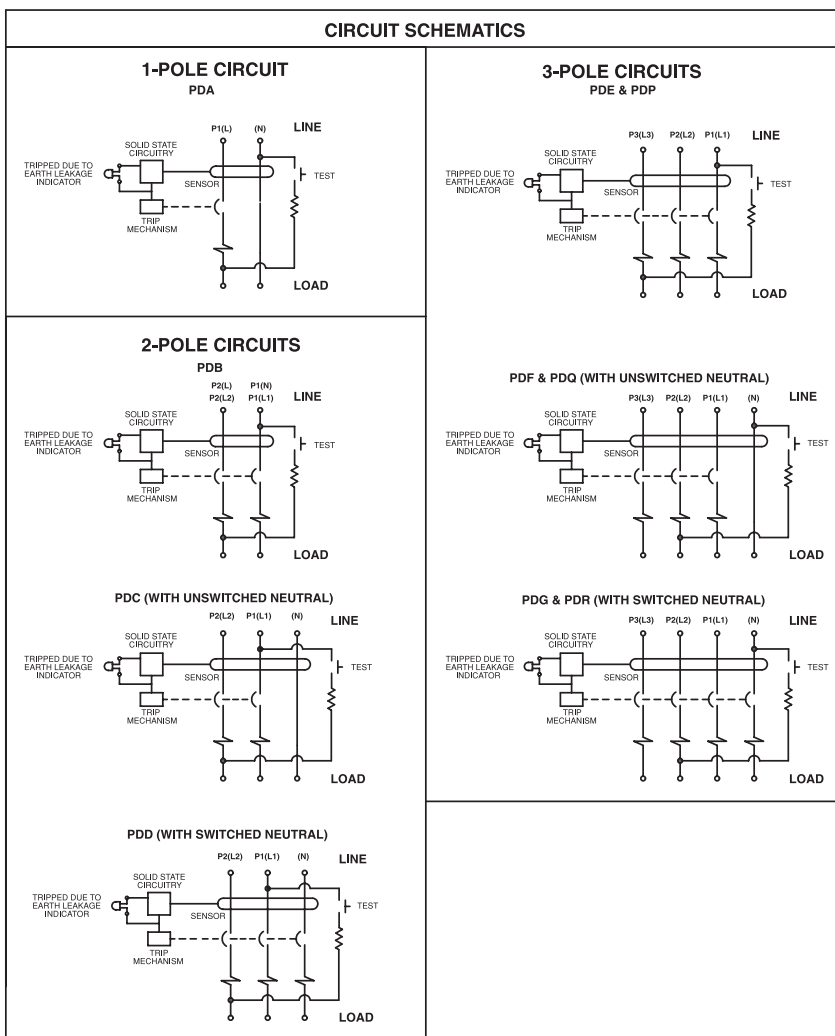 CIRCUIT SCHEMATICS
1-POLE CIRCUIT
PDA
P1(L) (N) LINE
SOLID STATE
CIRCUITRY
TRIPPED DUE TO
EARTH LEAKAGE
INDICATOR
TEST
SENSOR
TRIP
MECHANISM
LOAD
2-POLE CIRCUITS
PDB
P2(L) P1(N)
P2(L2) P1(L1) LINE
SOLID STATE
CIRCUITRY
TRIPPED DUE TO
EARTH LEAKAGE
INDICATOR
TEST
SENSOR
TRIP
MECHANISM
LOAD
PDC (WITH UNSWITCHED NEUTRAL)
P2(L2) P1(L1) (N) LINE
SOLID STATE
CIRCUITRY
TRIPPED DUE TO
EARTH LEAKAGE
INDICATOR
TEST
SENSOR
TRIP
MECHANISM
LOAD
PDD (WITH SWITCHED NEUTRAL)
P2(L2) P1(L1) (N) LINE
SOLID STATE
CIRCUITRY
TRIPPED DUE TO
EARTH LEAKAGE
INDICATOR
TEST
SENSOR
TRIP
MECHANISM
LOAD
3-POLE CIRCUITS
PDE & PDP
P3(L3) P2(L2) P1(L1) LINE
SOLID STATE
CIRCUITRY
TRIPPED DUE TO
EARTH LEAKAGE
INDICATOR
TEST
SENSOR
TRIP
MECHANISM
LOAD
PDF & PDQ (WITH UNSWITCHED NEUTRAL)
P3(L3) P2(L2) P1(L1) (N) LINE
SOLID STATE
CIRCUITRY
TRIPPED DUE TO
EARTH LEAKAGE
INDICATOR
TEST
SENSOR
TRIP
MECHANISM
LOAD
PDG & PDR (WITH SWITCHED NEUTRAL)
P3(L3) P2(L2) P1(L1) (N) LINE
SOLID STATE
CIRCUITRY
TRIPPED DUE TO
EARTH LEAKAGE
INDICATOR
TEST
SENSOR
TRIP
MECHANISM
LOAD